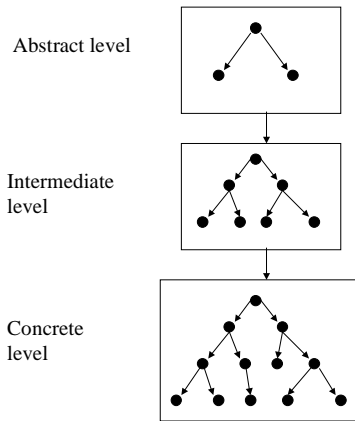 Abstract level
Intermediate
level
Concrete
level